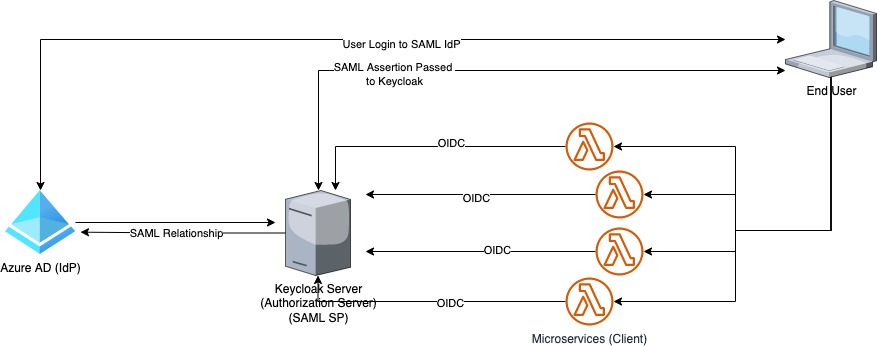 User Login to SAML IdP
SAML Assertion Passed
to Keycloak
End User
OIDC
OIDC
SAML Relationship
OIDC
Azure AD (IdP)
Keycloak Server
(Authorization Server)
(SAML SP)
OIDC
Microservices (Client)